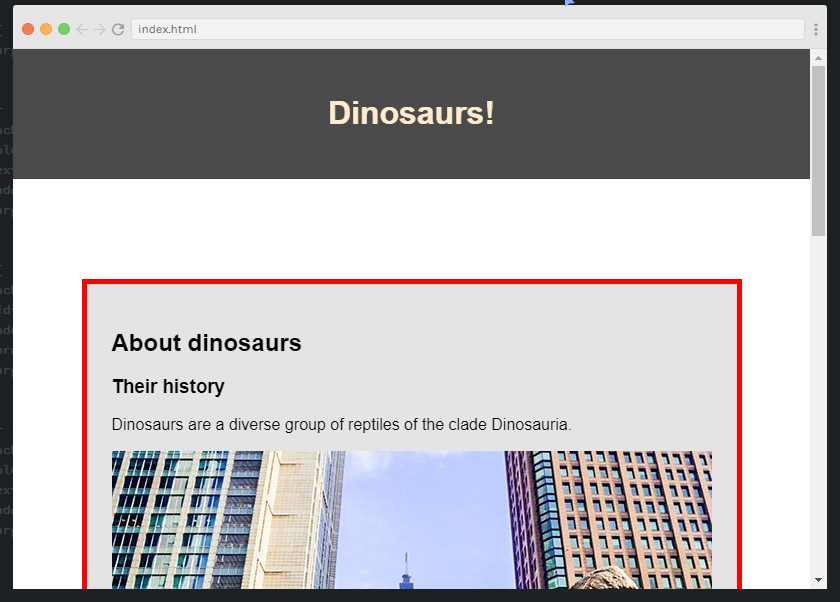 index.html
Dinosaurs!
About dinosaurs
Their history
Dinosaurs are a diverse group of reptiles of the clade Dinosauria.